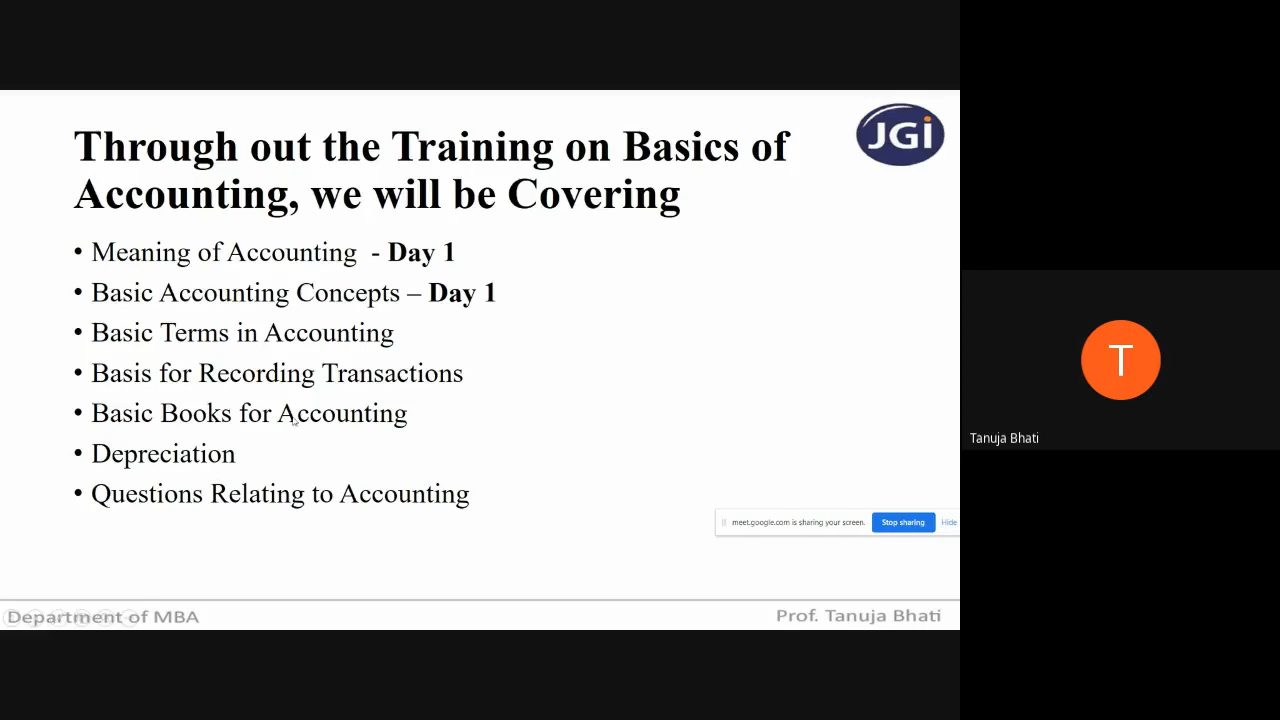 JGi
Through out the Training on Basics of
Accounting, we will be Covering
• Meaning of Accounting  - Day 1
• Basic Accounting Concepts – Day 1
• Basic Terms in Accounting
• Basis for Recording Transactions
• Basic Books for Accounting
• Depreciation
• Questions Relating to Accounting
meet.google.com is sharing your screen. Stop sharing Hide
Department of MBA
Prof. Tanuja Bhati
T
Tanuja Bhati